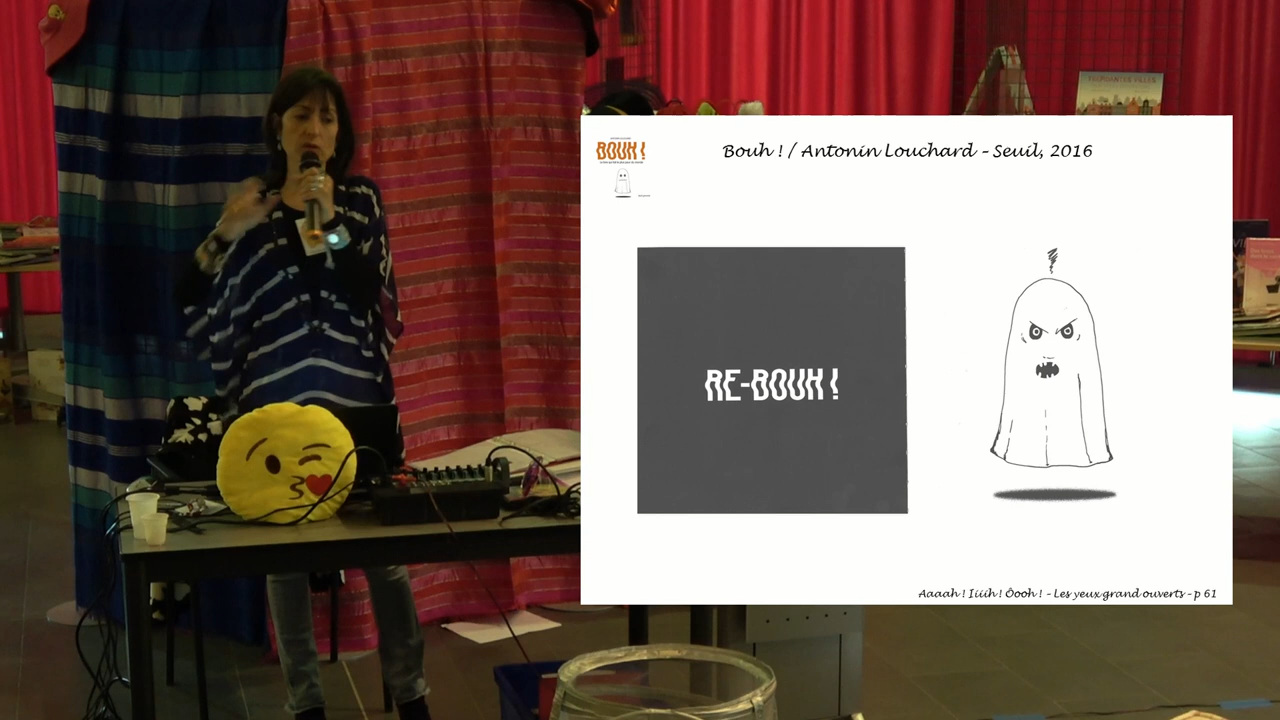 BOUH !
Bouh ! / Antonin Louchard – Seuil, 2016
RE-BOUH !
Aaaah ! Iiiih ! Ôooh ! – Les yeux grand ouverts – p 61